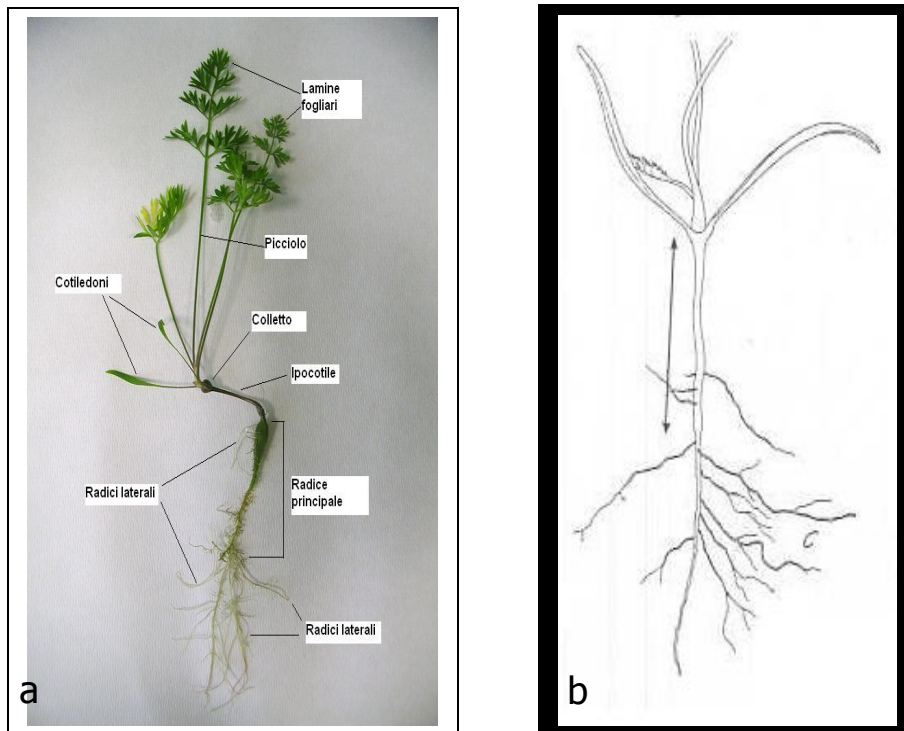 Lamine
fogliari
Picciolo
Cotiledoni
Colletto
Ipocotile
Radici laterali
Radice
principale
Radici laterali
a
b